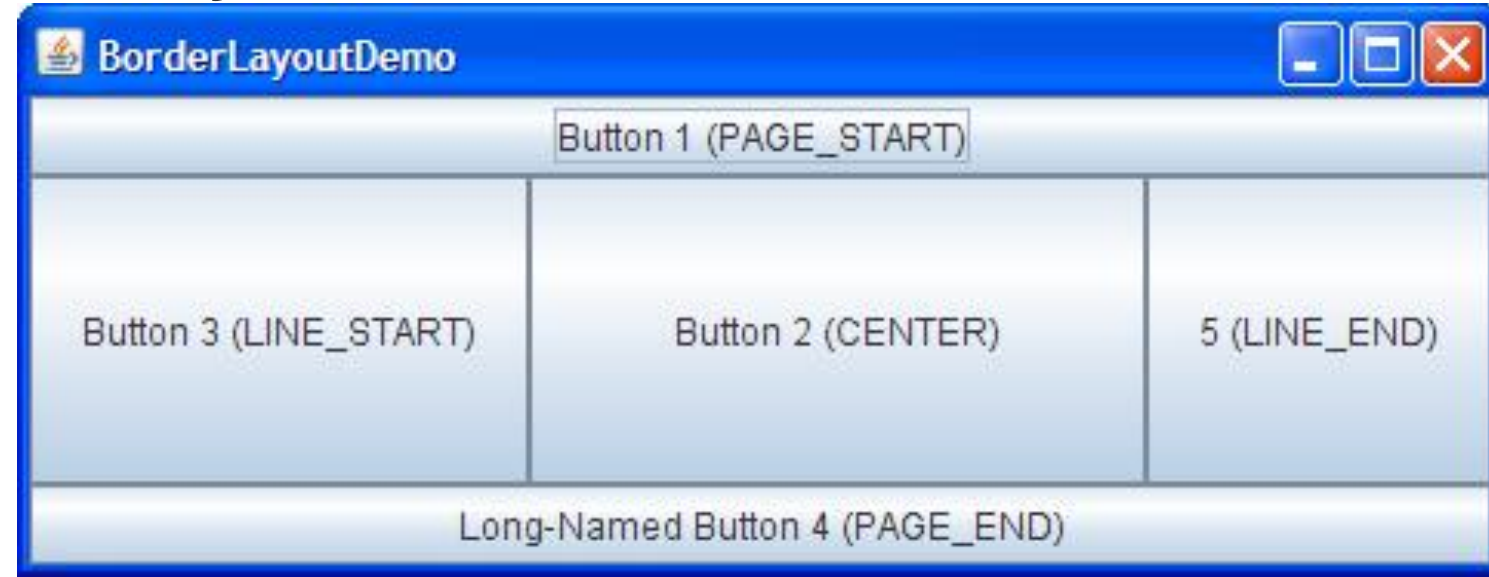 BorderLayoutDemo
Button 1 (PAGE_START)
Button 3 (LINE_START)
Button 2 (CENTER)
5 (LINE_END)
Long-Named Button 4 (PAGE_END)